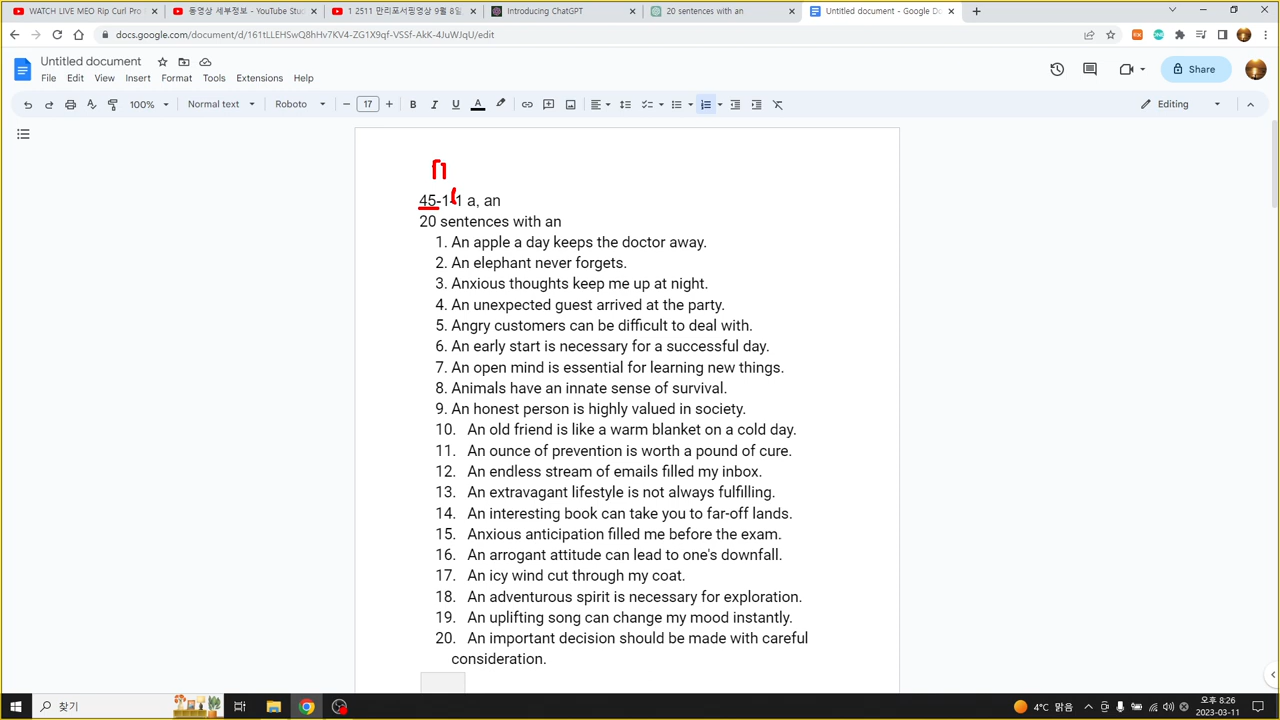 WATCH LIVE MEO Rip Curl Pro
동영상 세부정보 - YouTube Stud
1 2511 만리포서핑영상 9월 8일
Introducing ChatGPT
20 sentences with an
Untitled document - Google Do
docs.google.com/document/d/161tLLEHSwQ8hHv7KV4-ZG1X9qf-VSSf-AkK-4JuWJqU/edit
Untitled document
File Edit View Insert Format Tools Extensions Help
Share
100% Normal text Roboto 17 B I U A Editing
45-1-1 a, an
20 sentences with an
1. An apple a day keeps the doctor away.
2. An elephant never forgets.
3. Anxious thoughts keep me up at night.
4. An unexpected guest arrived at the party.
5. Angry customers can be difficult to deal with.
6. An early start is necessary for a successful day.
7. An open mind is essential for learning new things.
8. Animals have an innate sense of survival.
9. An honest person is highly valued in society.
10. An old friend is like a warm blanket on a cold day.
11. An ounce of prevention is worth a pound of cure.
12. An endless stream of emails filled my inbox.
13. An extravagant lifestyle is not always fulfilling.
14. An interesting book can take you to far-off lands.
15. Anxious anticipation filled me before the exam.
16. An arrogant attitude can lead to one's downfall.
17. An icy wind cut through my coat.
18. An adventurous spirit is necessary for exploration.
19. An uplifting song can change my mood instantly.
20. An important decision should be made with careful
consideration.
찾기
4℃ 맑음
오후 8:26
2023-03-11